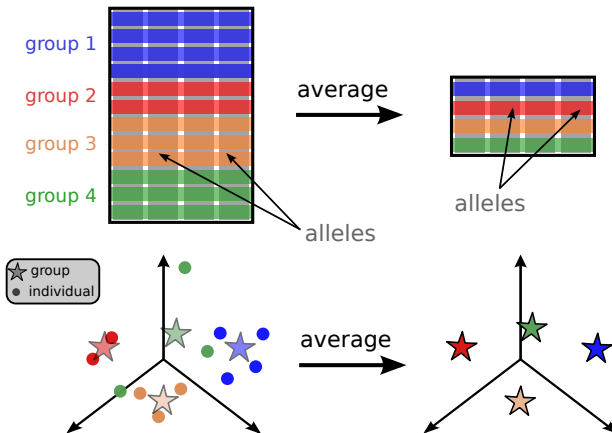 group 1
group 2
group 3
group 4
average
alleles
alleles
group
individual
average